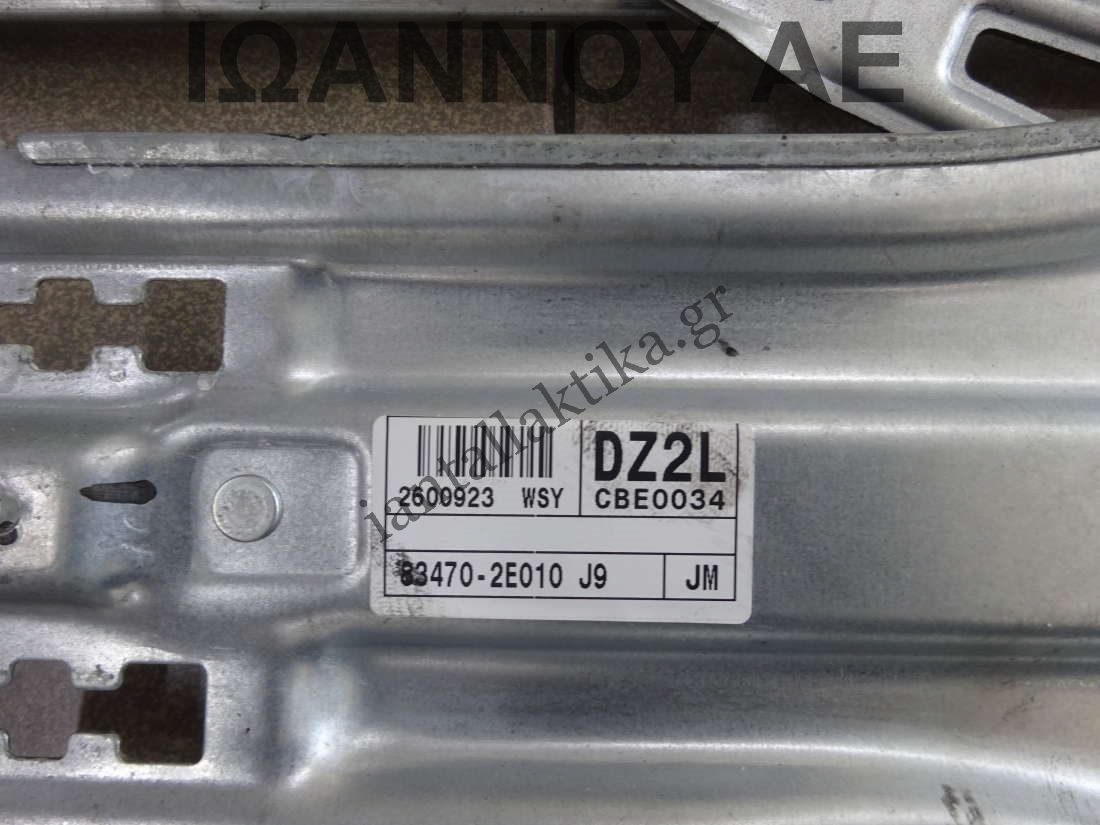 ΙΩΑΝΝΟΥ ΑΕ
iantallaktika.gr
DZ2L
2600923 WSY CBE0034
83470-2E010 J9 JM